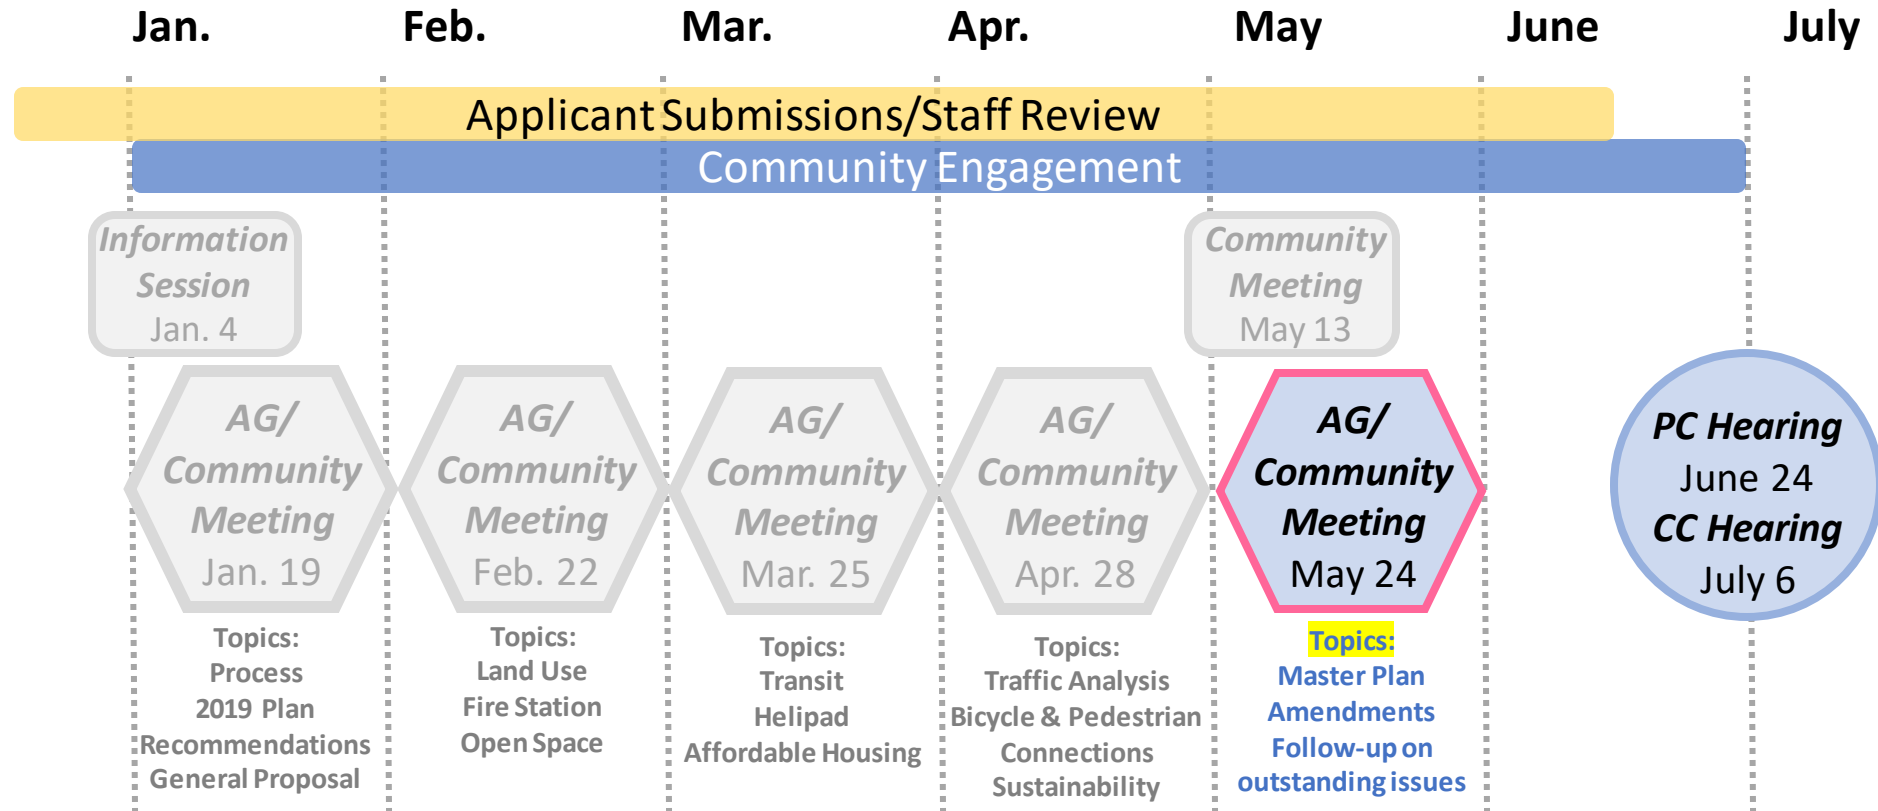 Jan. Feb. Mar. Apr. May June July
Applicant Submissions/Staff Review
Community Engagement
Information
Session
Jan. 4
Community
Meeting
May 13
AG/
Community
Meeting
Jan. 19
AG/
Community
Meeting
Feb. 22
AG/
Community
Meeting
Mar. 25
AG/
Community
Meeting
Apr. 28
AG/
Community
Meeting
May 24
PC Hearing
June 24
CC Hearing
July 6
Topics:
Process
2019 Plan
Recommendations
General Proposal
Topics:
Land Use
Fire Station
Open Space
Topics:
Transit
Helipad
Affordable Housing
Topics:
Traffic Analysis
Bicycle & Pedestrian
Connections
Sustainability
Topics:
Master Plan
Amendments
Follow-up on
outstanding issues